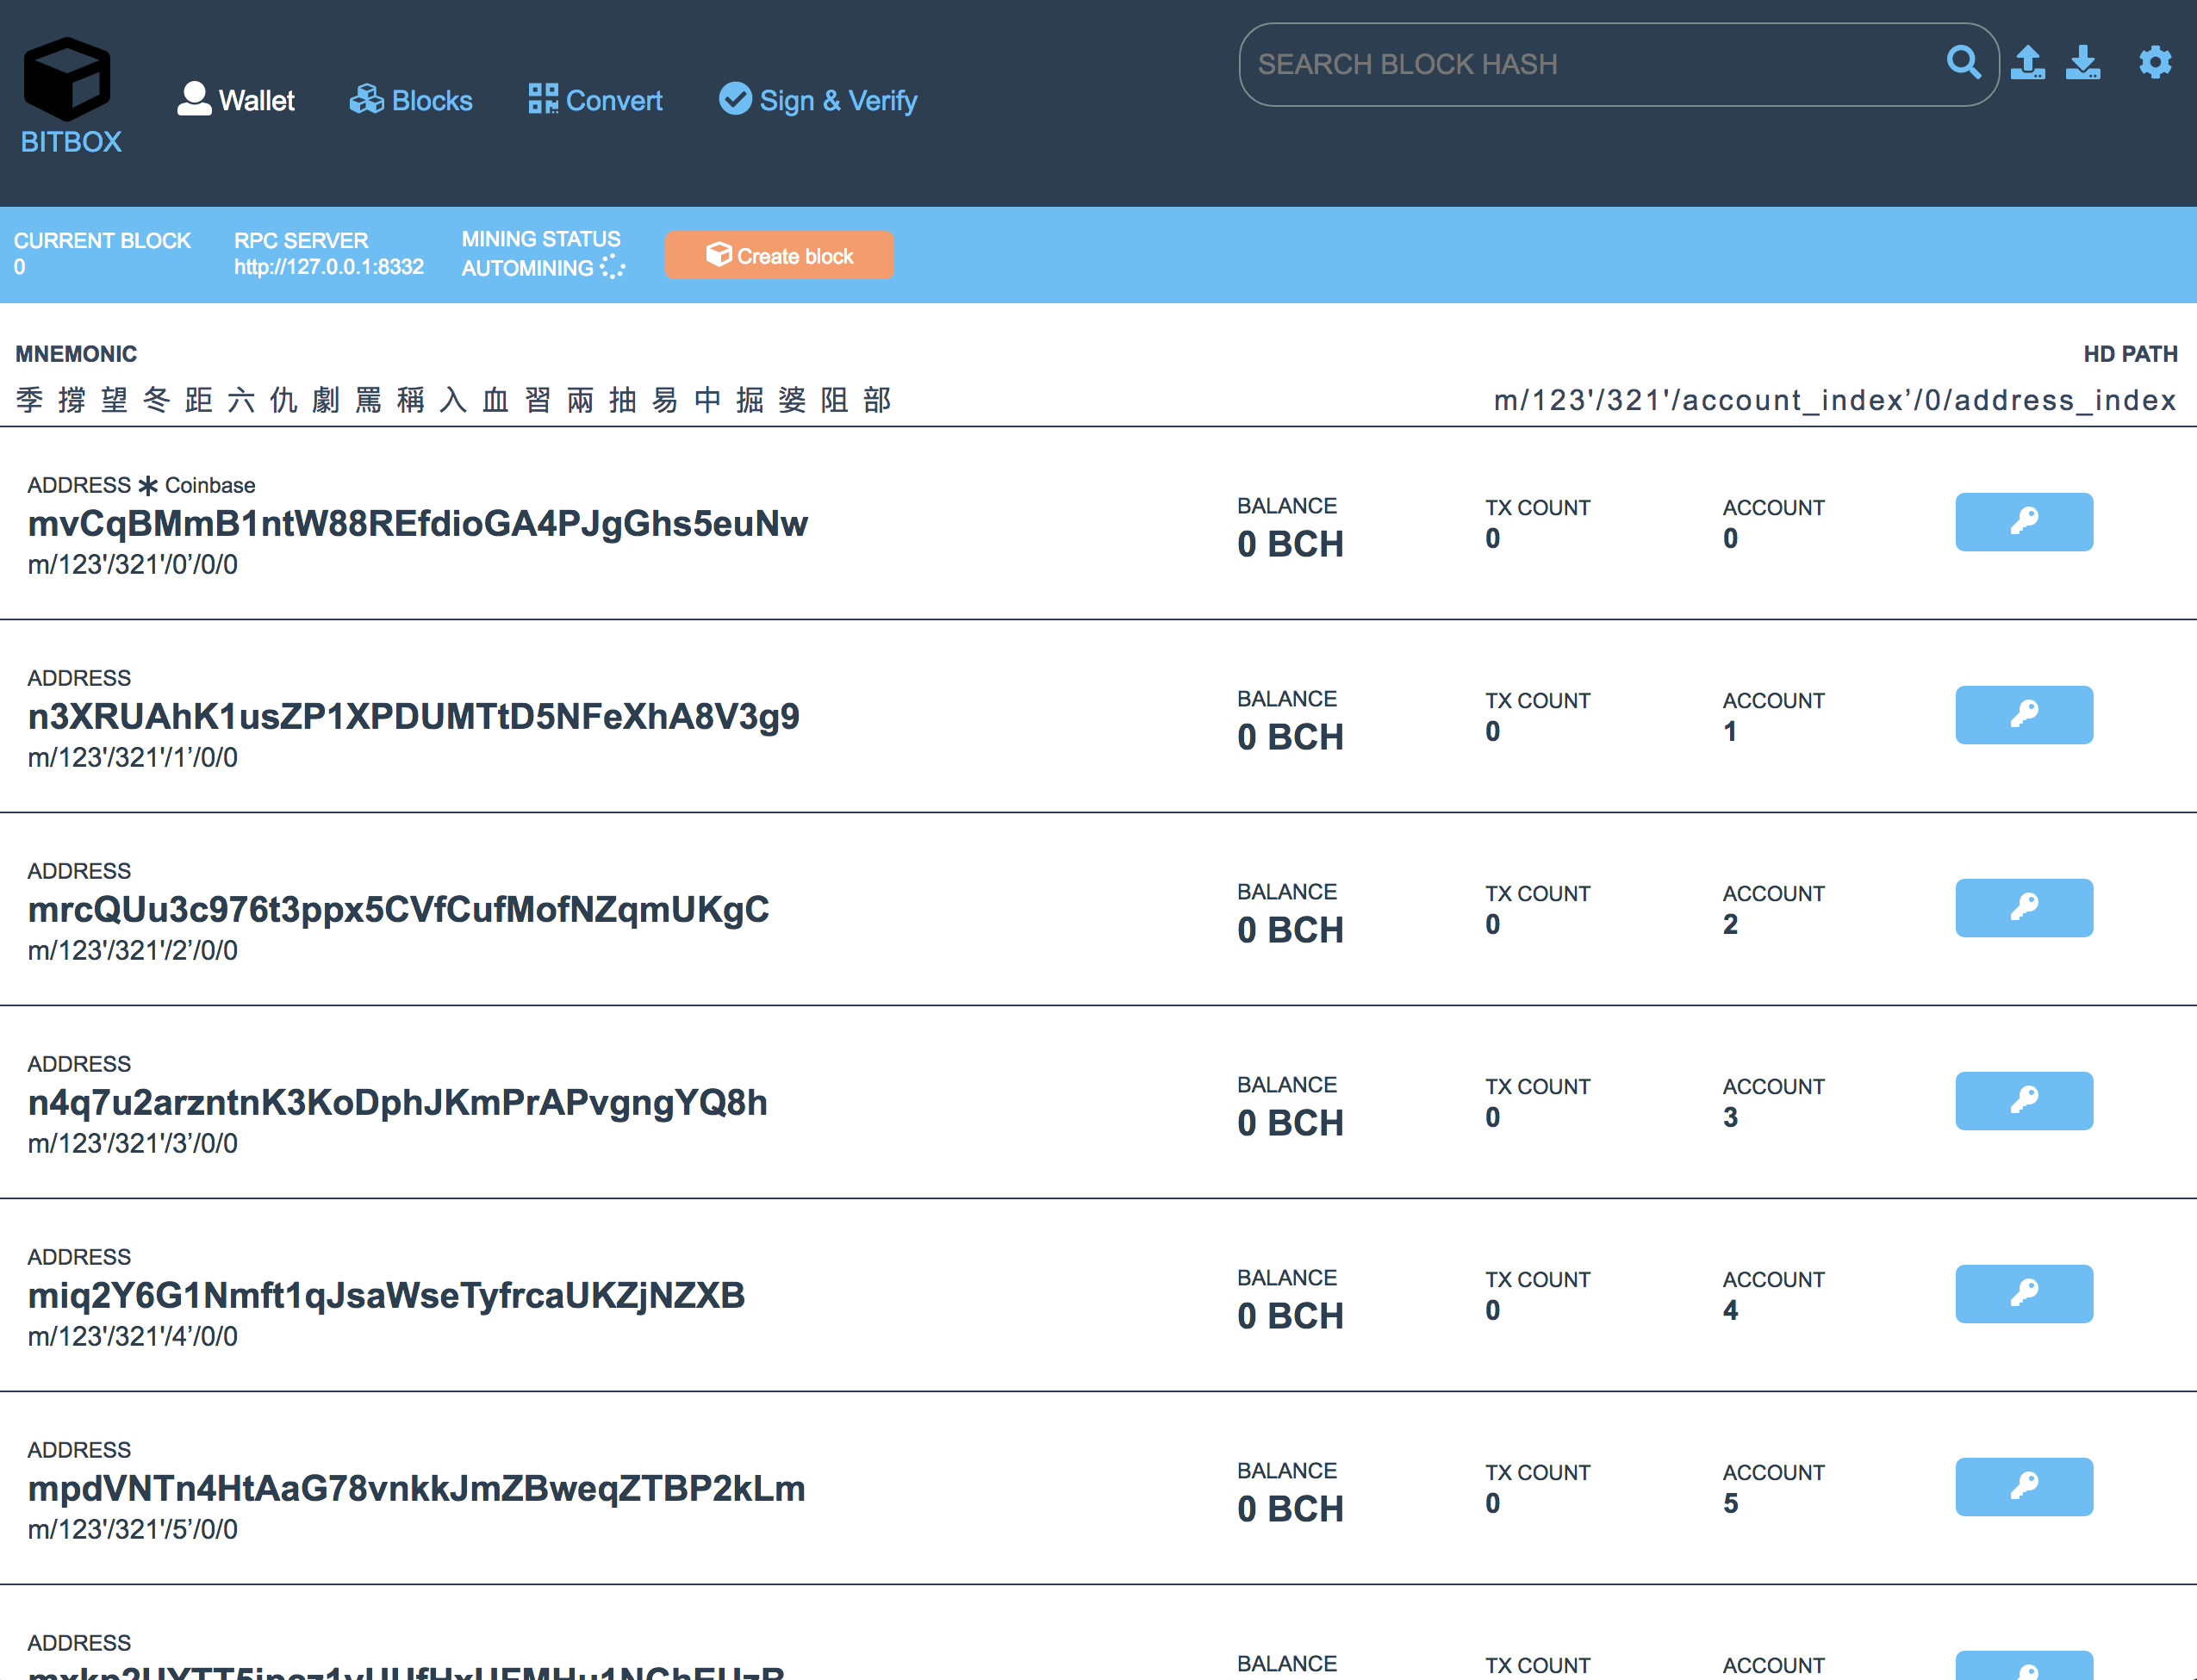 BITBOX
Wallet
Blocks
Convert
Sign & Verify
SEARCH BLOCK HASH
CURRENT BLOCK
0
RPC SERVER
http://127.0.0.1:8332
MINING STATUS
AUTOMINING
Create block
MNEMONIC
季 撐 望 冬 距 六 仇 劇 罵 稱 入 血 習 兩 抽 易 中 掘 婆 阻 部
HD PATH
m/123'/321'/account_index’/0/address_index
ADDRESS * Coinbase
mvCqBMmB1ntW88REfdioGA4PJgGhs5euNw
m/123'/321'/0’/0/0
BALANCE
0 BCH
TX COUNT
0
ACCOUNT
0
ADDRESS
n3XRUAhK1usZP1XPDUMTtD5NFeXhA8V3g9
m/123'/321'/1’/0/0
BALANCE
0 BCH
TX COUNT
0
ACCOUNT
1
ADDRESS
mrcQUu3c976t3ppx5CVfCufMofNZqmUKgC
m/123'/321'/2’/0/0
BALANCE
0 BCH
TX COUNT
0
ACCOUNT
2
ADDRESS
n4q7u2arzntnK3KoDphJKmPrAPvgngYQ8h
m/123'/321'/3’/0/0
BALANCE
0 BCH
TX COUNT
0
ACCOUNT
3
ADDRESS
miq2Y6G1Nmft1qJsaWseTyfrcaUKZjNZXB
m/123'/321'/4’/0/0
BALANCE
0 BCH
TX COUNT
0
ACCOUNT
4
ADDRESS
mpdVNTn4HtAaG78vnkkJmZBweqZTBP2kLm
m/123'/321'/5’/0/0
BALANCE
0 BCH
TX COUNT
0
ACCOUNT
5
ADDRESS
BALANCE
TX COUNT
ACCOUNT